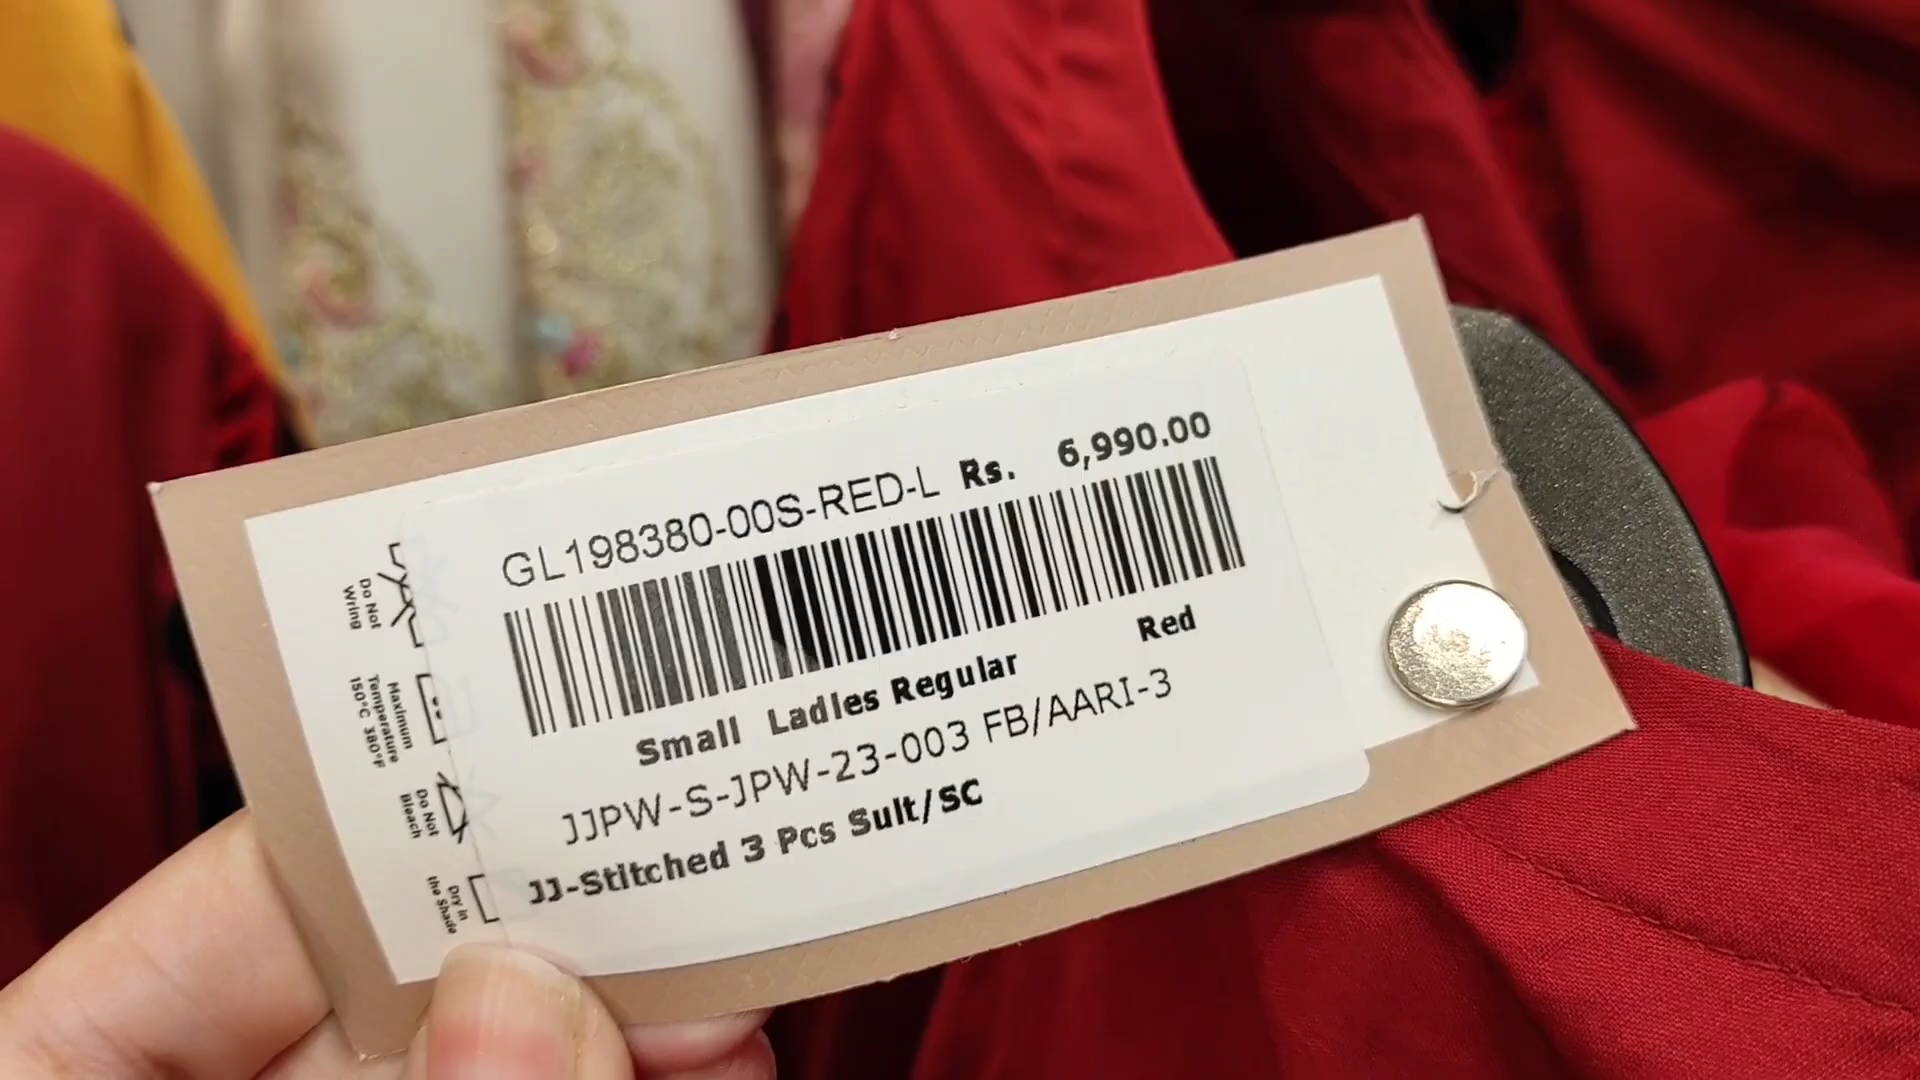 GL198380-00S-RED-L Rs. 6,990.00
Small Ladies Regular Red
JJPW-S-JPW-23-003 FB/AARI-3
JJ-Stitched 3 Pcs Suit/SC
Do Not
Wring
Maximum
Temperature
150°C 380°F
Do Not
Bleach
Dry in
the Shade